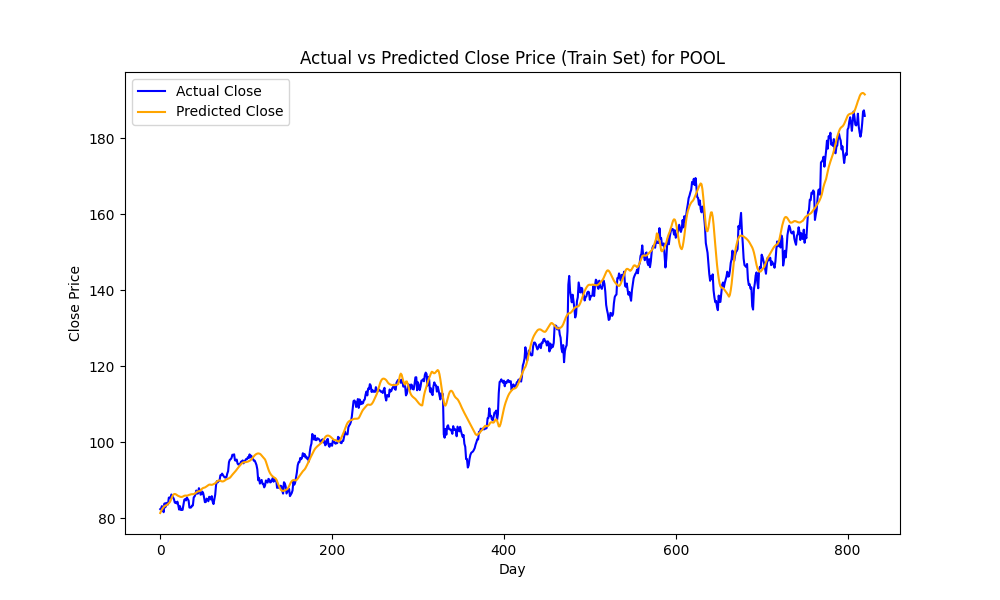 Actual vs Predicted Close Price (Train Set) for POOL
Actual Close
Predicted Close
Close Price
180
160
140
120
100
80
0 200 400 600 800
Day